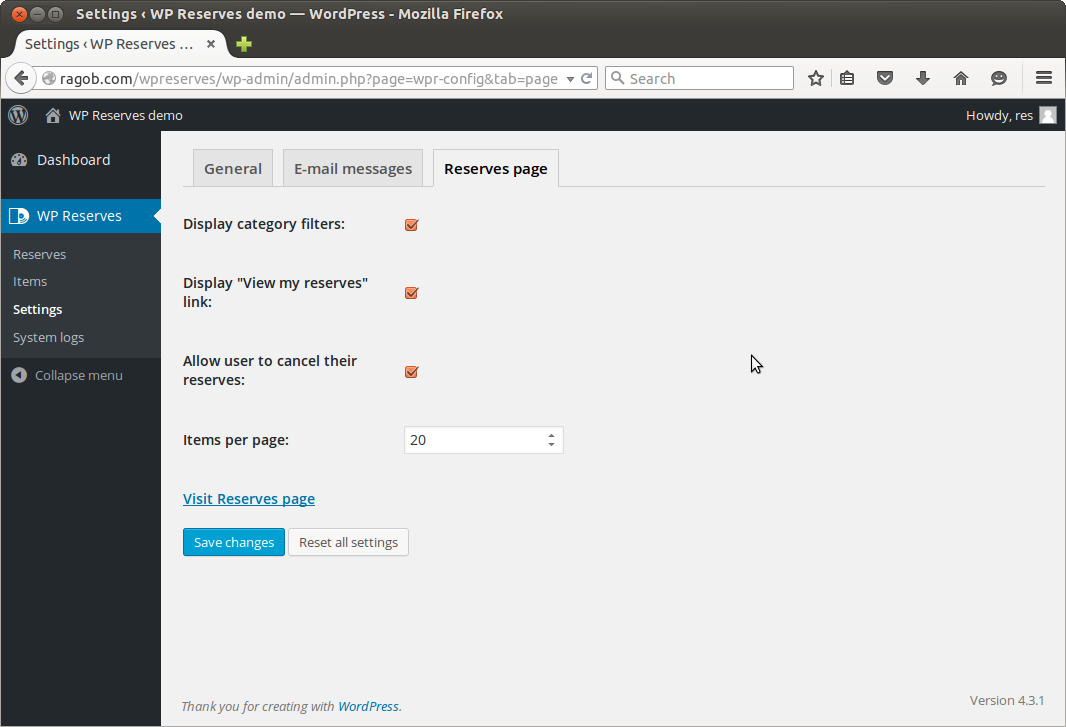 Settings ‹ WP Reserves demo — WordPress - Mozilla Firefox
Settings ‹ WP Reserves ...
ragob.com/wpreserves/wp-admin/admin.php?page=wpr-config&tab=page
Search
WP Reserves demo
Howdy, res
Dashboard
WP Reserves
Reserves
Items
Settings
System logs
Collapse menu
General
E-mail messages
Reserves page
Display category filters:
Display "View my reserves"
link:
Allow user to cancel their
reserves:
Items per page:
20
Visit Reserves page
Save changes
Reset all settings
Thank you for creating with WordPress.
Version 4.3.1